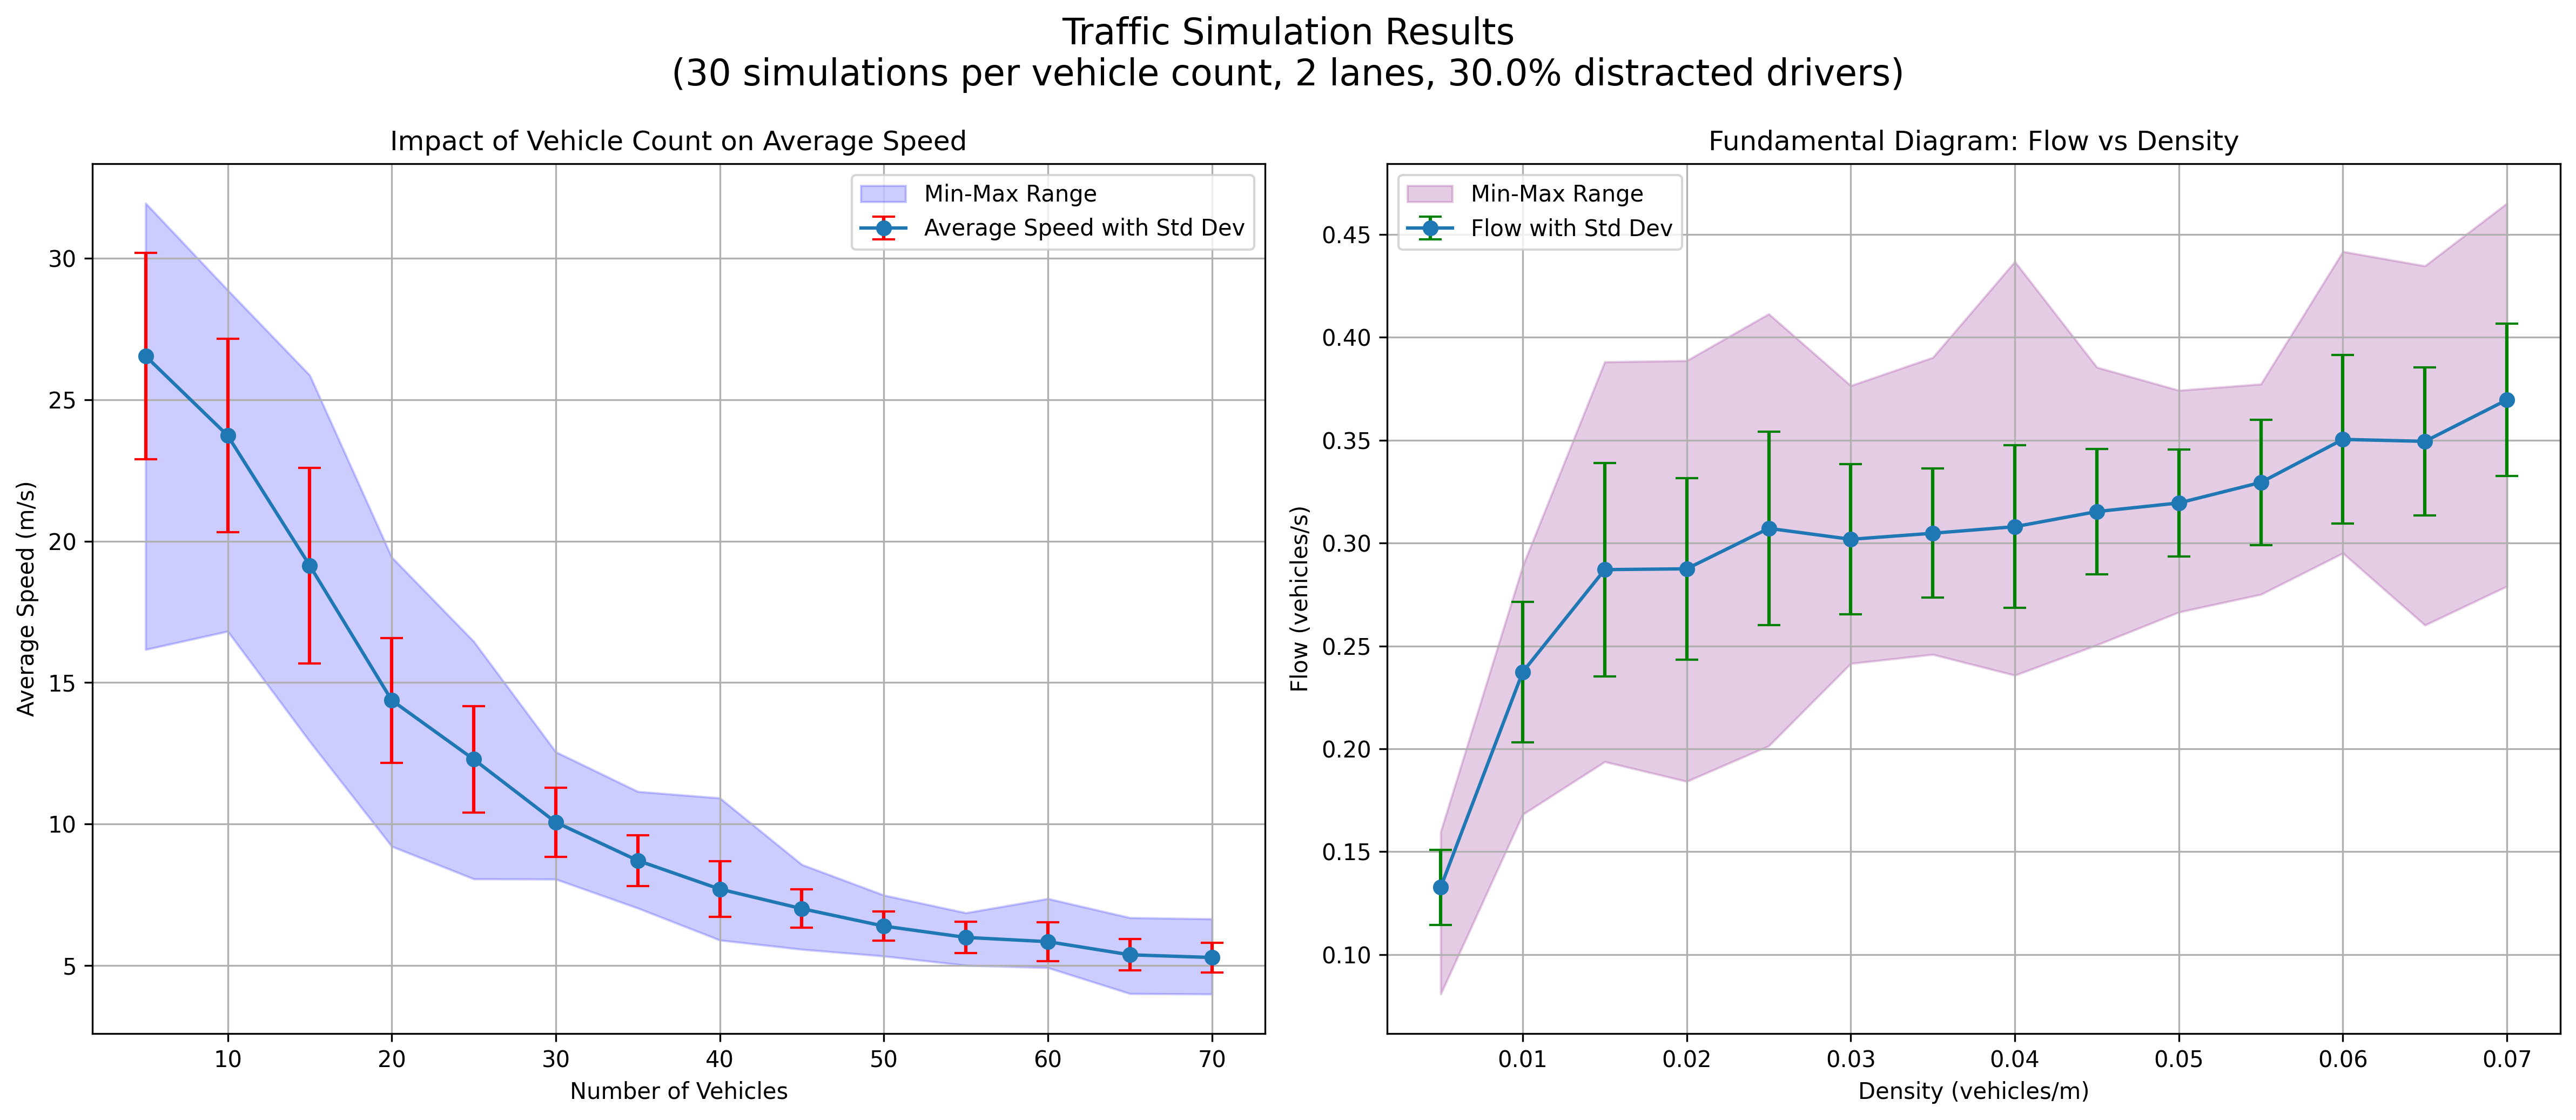 Traffic Simulation Results
(30 simulations per vehicle count, 2 lanes, 30.0% distracted drivers)
Impact of Vehicle Count on Average Speed
Min-Max Range
Average Speed with Std Dev
30
25
20
15
10
5
Average Speed (m/s)
10 20 30 40 50 60 70
Number of Vehicles
Fundamental Diagram: Flow vs Density
Min-Max Range
Flow with Std Dev
0.45
0.40
0.35
0.30
0.25
0.20
0.15
0.10
Flow (vehicles/s)
0.01 0.02 0.03 0.04 0.05 0.06 0.07
Density (vehicles/m)